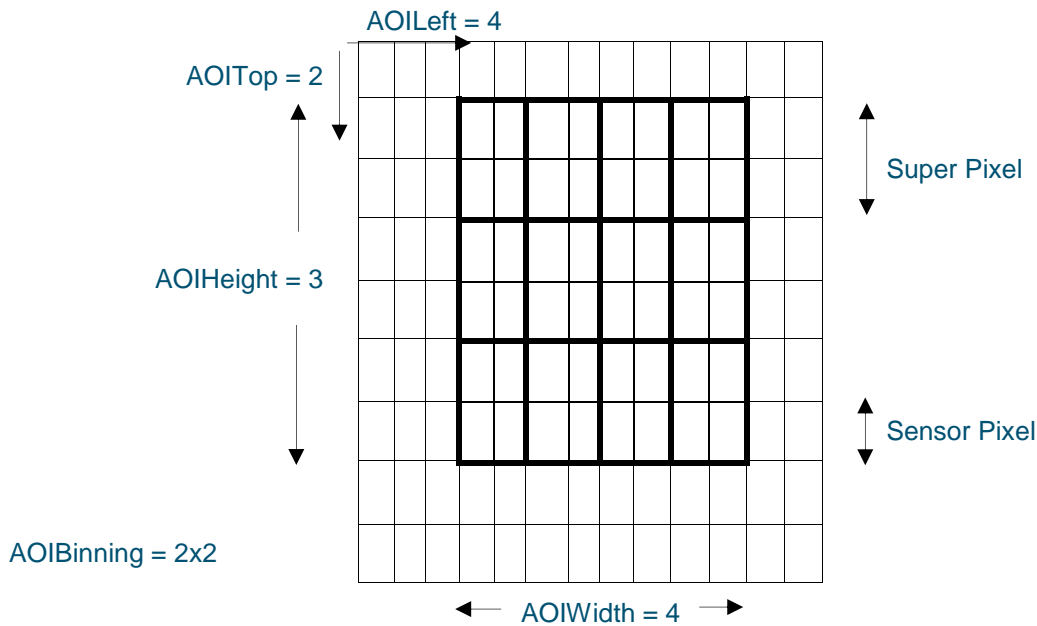 AOILeft = 4
AOITop = 2
Super Pixel
AOIHeight = 3
Sensor Pixel
AOIBinning = 2x2
AOIWidth = 4